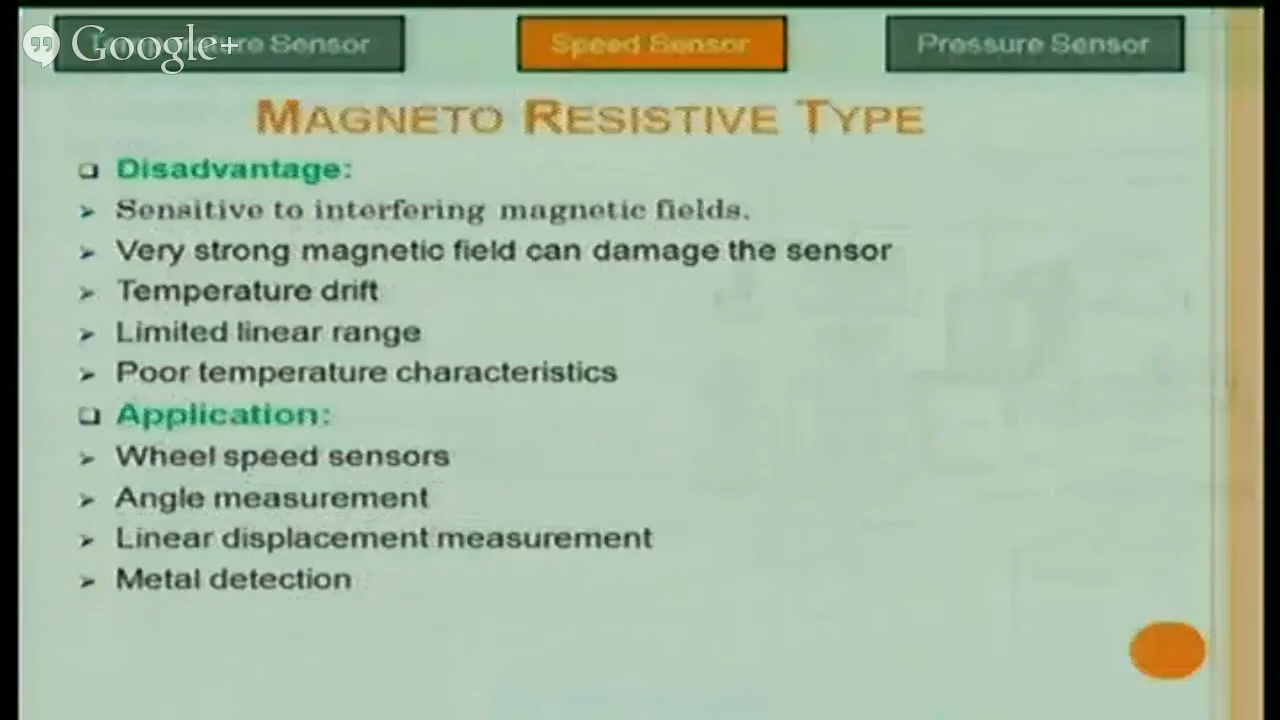 Google+
Temperature Sensor
Speed Sensor
Pressure Sensor
MAGNETO RESISTIVE TYPE
Disadvantage:
Sensitive to interfering magnetic fields.
Very strong magnetic field can damage the sensor
Temperature drift
Limited linear range
Poor temperature characteristics
Application:
Wheel speed sensors
Angle measurement
Linear displacement measurement
Metal detection